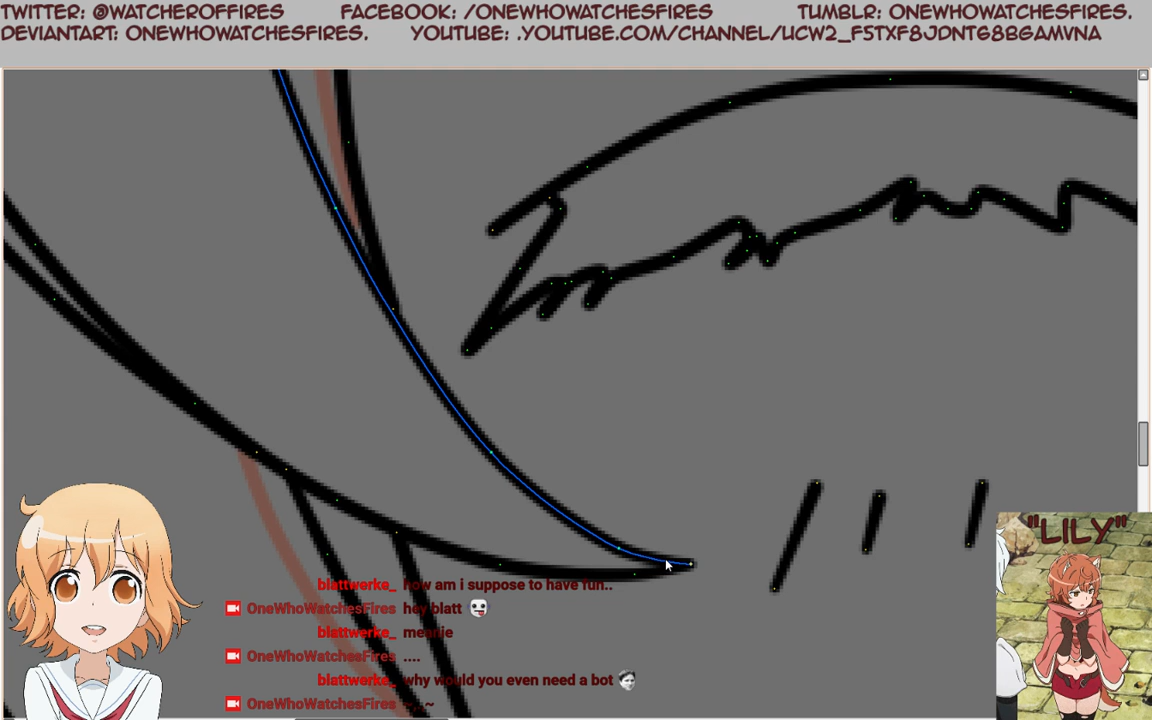 TWITTER: @WATCHEROFFIRES FACEBOOK: /ONEWHOWATCHESFIRES TUMBLR: ONEWHOWATCHESFIRES.
DEVIANTART: ONEWHOWATCHESFIRES. YOUTUBE: .YOUTUBE.COM/CHANNEL/UCW2_F5TXF8JDNTG8BGAMVNA
"LILY"
blattwerke_ how am i suppose to have fun..
OneWhoWatchesFires hey blatt
blattwerke_ meanie
OneWhoWatchesFires ....
blattwerke_ why would you even need a bot
OneWhoWatchesFires